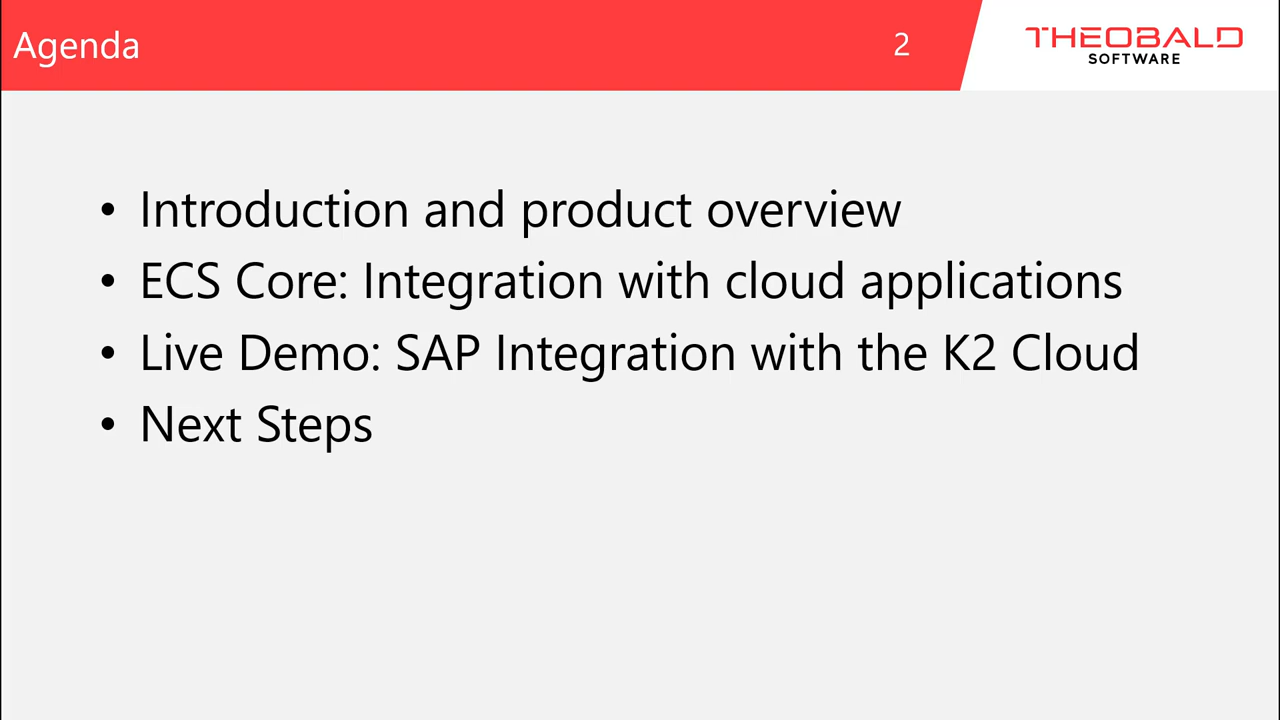 Agenda
2
THEOBALD
SOFTWARE
• Introduction and product overview
• ECS Core: Integration with cloud applications
• Live Demo: SAP Integration with the K2 Cloud
• Next Steps